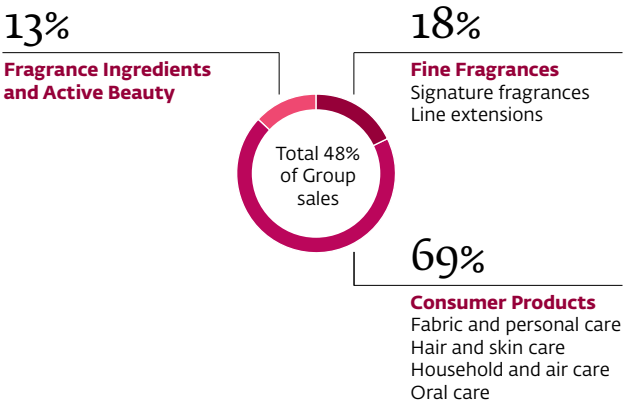 13%
Fragrance Ingredients
and Active Beauty
18%
Fine Fragrances
Signature fragrances
Line extensions
Total 48%
of Group
sales
69%
Consumer Products
Fabric and personal care
Hair and skin care
Household and air care
Oral care